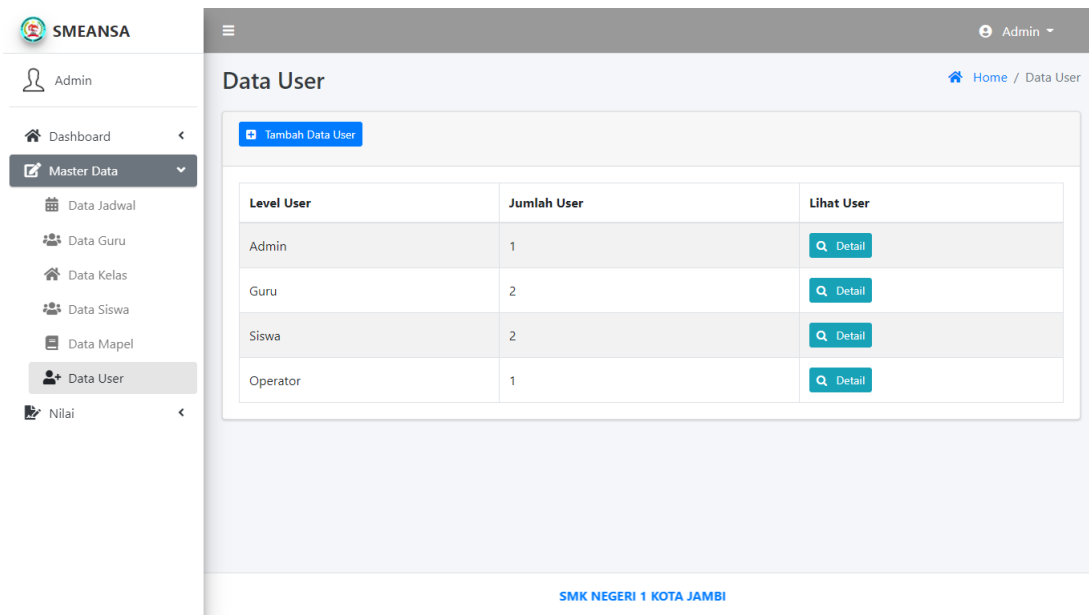 SMEANSA
Admin
Admin
Dashboard
Master Data
Data Jadwal
Data Guru
Data Kelas
Data Siswa
Data Mapel
Data User
Nilai
Data User
Home / Data User
Tambah Data User
Level User Jumlah User Lihat User
Admin 1 Detail
Guru 2 Detail
Siswa 2 Detail
Operator 1 Detail
SMK NEGERI 1 KOTA JAMBI